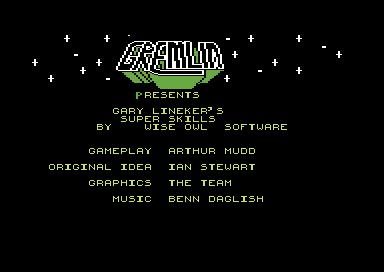 GREMLIN
PRESENTS
GARY LINEKER'S
SUPER SKILLS
BY WISE OWL SOFTWARE
GAMEPLAY ARTHUR MUDD
ORIGINAL IDEA IAN STEWART
GRAPHICS THE TEAM
MUSIC BENN DAGLISH